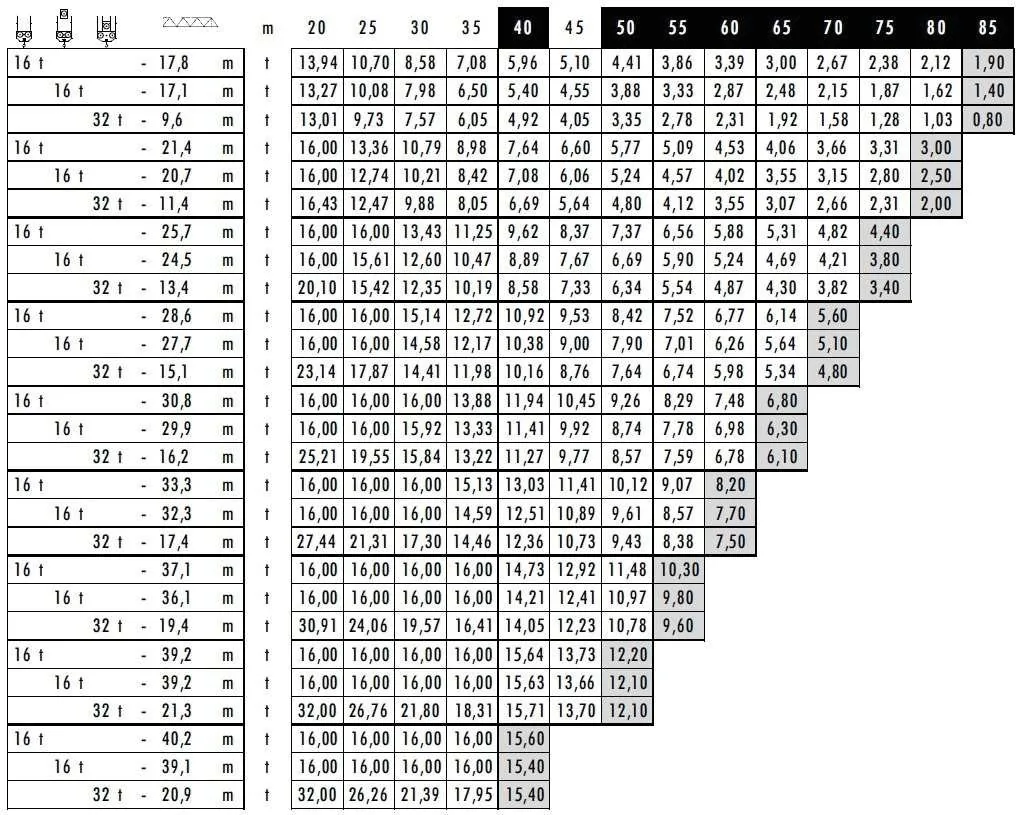 m 20 25 30 35 40 45 50 55 60 65 70 75 80 85
16 t - 17,8 m t 13,94 10,70 8,58 7,08 5,96 5,10 4,41 3,86 3,39 3,00 2,67 2,38 2,12 1,90
16 t - 17,1 m t 13,27 10,08 7,98 6,50 5,40 4,55 3,88 3,33 2,87 2,48 2,15 1,87 1,62 1,40
32 t - 9,6 m t 13,01 9,73 7,57 6,05 4,92 4,05 3,35 2,78 2,31 1,92 1,58 1,28 1,03 0,80
16 t - 21,4 m t 16,00 13,36 10,79 8,98 7,64 6,60 5,77 5,09 4,53 4,06 3,66 3,31 3,00
16 t - 20,7 m t 16,00 12,74 10,21 8,42 7,08 6,06 5,24 4,57 4,02 3,55 3,15 2,80 2,50
32 t - 11,4 m t 16,43 12,47 9,88 8,05 6,69 5,64 4,80 4,12 3,55 3,07 2,66 2,31 2,00
16 t - 25,7 m t 16,00 16,00 13,43 11,25 9,62 8,37 7,37 6,56 5,88 5,31 4,82 4,40
16 t - 24,5 m t 16,00 15,61 12,60 10,47 8,89 7,67 6,69 5,90 5,24 4,69 4,21 3,80
32 t - 13,4 m t 20,10 15,42 12,35 10,19 8,58 7,33 6,34 5,54 4,87 4,30 3,82 3,40
16 t - 28,6 m t 16,00 16,00 15,14 12,72 10,92 9,53 8,42 7,52 6,77 6,14 5,60
16 t - 27,7 m t 16,00 16,00 14,58 12,17 10,38 9,00 7,90 7,01 6,26 5,64 5,10
32 t - 15,1 m t 23,14 17,87 14,41 11,98 10,16 8,76 7,64 6,74 5,98 5,34 4,80
16 t - 30,8 m t 16,00 16,00 16,00 13,88 11,94 10,45 9,26 8,29 7,48 6,80
16 t - 29,9 m t 16,00 16,00 15,92 13,33 11,41 9,92 8,74 7,78 6,98 6,30
32 t - 16,2 m t 25,21 19,55 15,84 13,22 11,27 9,77 8,57 7,59 6,78 6,10
16 t - 33,3 m t 16,00 16,00 16,00 15,13 13,03 11,41 10,12 9,07 8,20
16 t - 32,3 m t 16,00 16,00 16,00 14,59 12,51 10,89 9,61 8,57 7,70
32 t - 17,4 m t 27,44 21,31 17,30 14,46 12,36 10,73 9,43 8,38 7,50
16 t - 37,1 m t 16,00 16,00 16,00 16,00 14,73 12,92 11,48 10,30
16 t - 36,1 m t 16,00 16,00 16,00 16,00 14,21 12,41 10,97 9,80
32 t - 19,4 m t 30,91 24,06 19,57 16,41 14,05 12,23 10,78 9,60
16 t - 39,2 m t 16,00 16,00 16,00 16,00 15,64 13,73 12,20
16 t - 39,2 m t 16,00 16,00 16,00 16,00 15,63 13,66 12,10
32 t - 21,3 m t 32,00 26,76 21,80 18,31 15,71 13,70 12,10
16 t - 40,2 m t 16,00 16,00 16,00 16,00 15,60
16 t - 39,1 m t 16,00 16,00 16,00 16,00 15,40
32 t - 20,9 m t 32,00 26,26 21,39 17,95 15,40